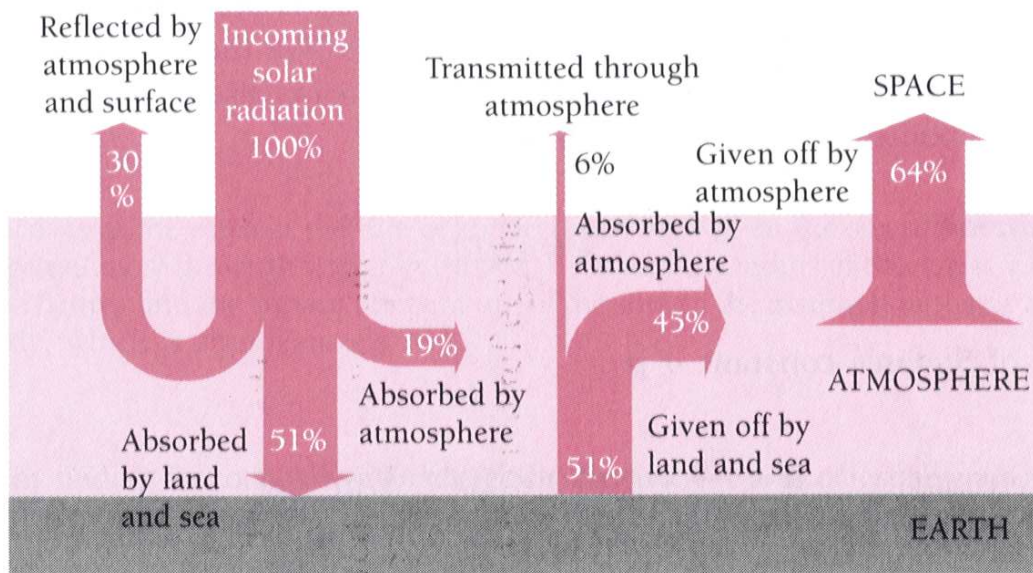 Reflected by
atmosphere
and surface
30
%
Incoming
solar
radiation
100%
19%
Absorbed by
atmosphere
Absorbed
by land
and sea
51%
Transmitted through
atmosphere
6%
Absorbed by
atmosphere
45%
51%
Given off by
land and sea
Given off by
atmosphere
SPACE
64%
ATMOSPHERE
EARTH